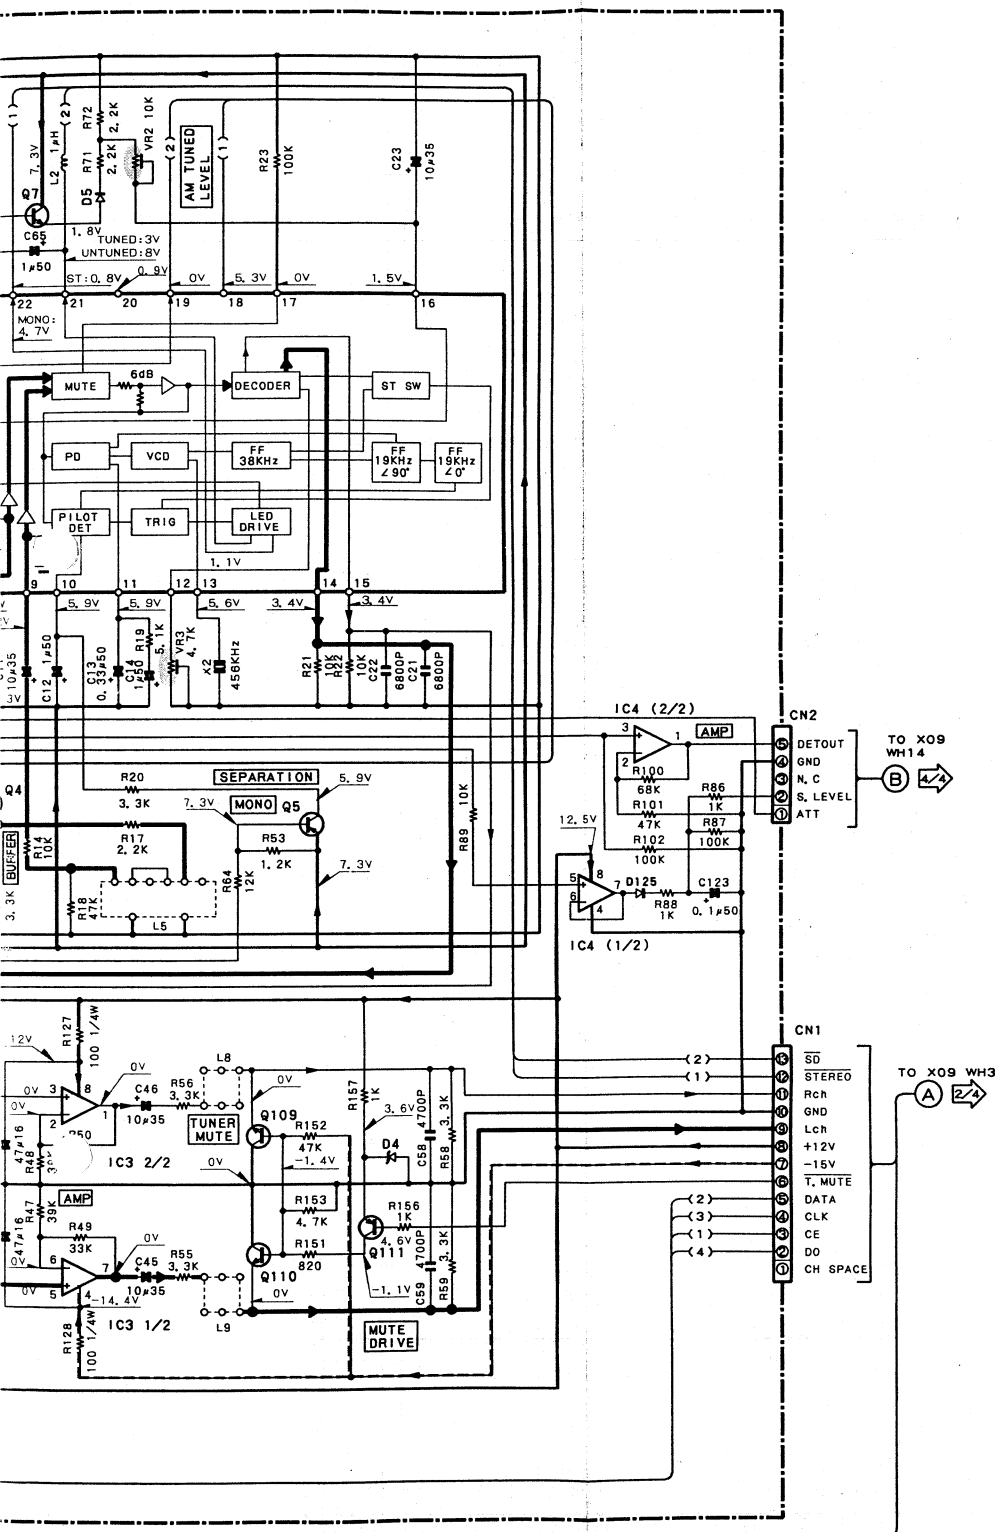 R72
2.2K
VR2 10K
(1)
(2)
L2 1μH
7.3V
R71
2.2K
(2)
AM TUNED
LEVEL
(1)
R23
100K
C23
10μ35
Q7
D5
C65
1μ50
1.8V
TUNED:3V
UNTUNED:8V
ST:0.8V
0.9V
0V
5.3V
0V
1.5V
22
21
20
19
18
17
16
MONO:
4.7V
MUTE
6dB
DECODER
ST SW
PD
VCD
FF
38KHz
FF
19KHz
∠90°
FF
19KHz
∠0°
PILOT
DET
TRIG
LED
DRIVE
1.1V
9
10
11
12
13
14
15
5.9V
5.9V
5.6V
3.4V
3.4V
10μ35
C12
1μ50
C13
0.33μ50
C14
1μ50
R19
5.1K
VR3
4.7K
X2
456KHz
R21
10K
R22
10K
C22
6800P
C21
6800P
3V
IC4 (2/2)
AMP
3
1
2
R100
68K
R101
47K
R102
100K
R86
1K
R87
100K
CN2
5 DETOUT
4 GND
3 N.C
2 S.LEVEL
1 ATT
TO X09
WH14
B
4/4
Q4
R20
3.3K
SEPARATION
5.9V
7.3V
MONO
Q5
R89
10K
12.5V
BUFFER
R14
10K
R17
2.2K
R53
1.2K
7.3V
R64
12K
3.3K
R18
47K
L5
5
8
6
7
4
D125
R88
1K
C123
0.1μ50
IC4 (1/2)
R127
100 1/4W
12V
CN1
13 SD
12 STEREO
11 Rch
10 GND
9 Lch
8 +12V
7 -15V
6 T.MUTE
5 DATA
4 CLK
3 CE
2 DO
1 CH SPACE
(2)
(1)
(2)
(3)
(1)
(4)
TO X09 WH3
A
2/4
0V
3
8
2
1
0V
0V
C46
10μ35
R56
3.3K
L8
TUNER
MUTE
0V
Q109
R152
47K
-1.4V
R157
1K
3.6V
D4
4700P
C58
3.3K
R58
47μ16
R48
IC3 2/2
0V
AMP
R47
39K
R49
33K
47μ16
R153
4.7K
R151
820
R156
1K
4.6V
Q111
-1.1V
4700P
C59
3.3K
R59
0V
6
7
5
4
0V
0V
C45
10μ35
R55
3.3K
Q110
0V
-14.4V
IC3 1/2
L9
R128
100 1/4W
MUTE
DRIVE